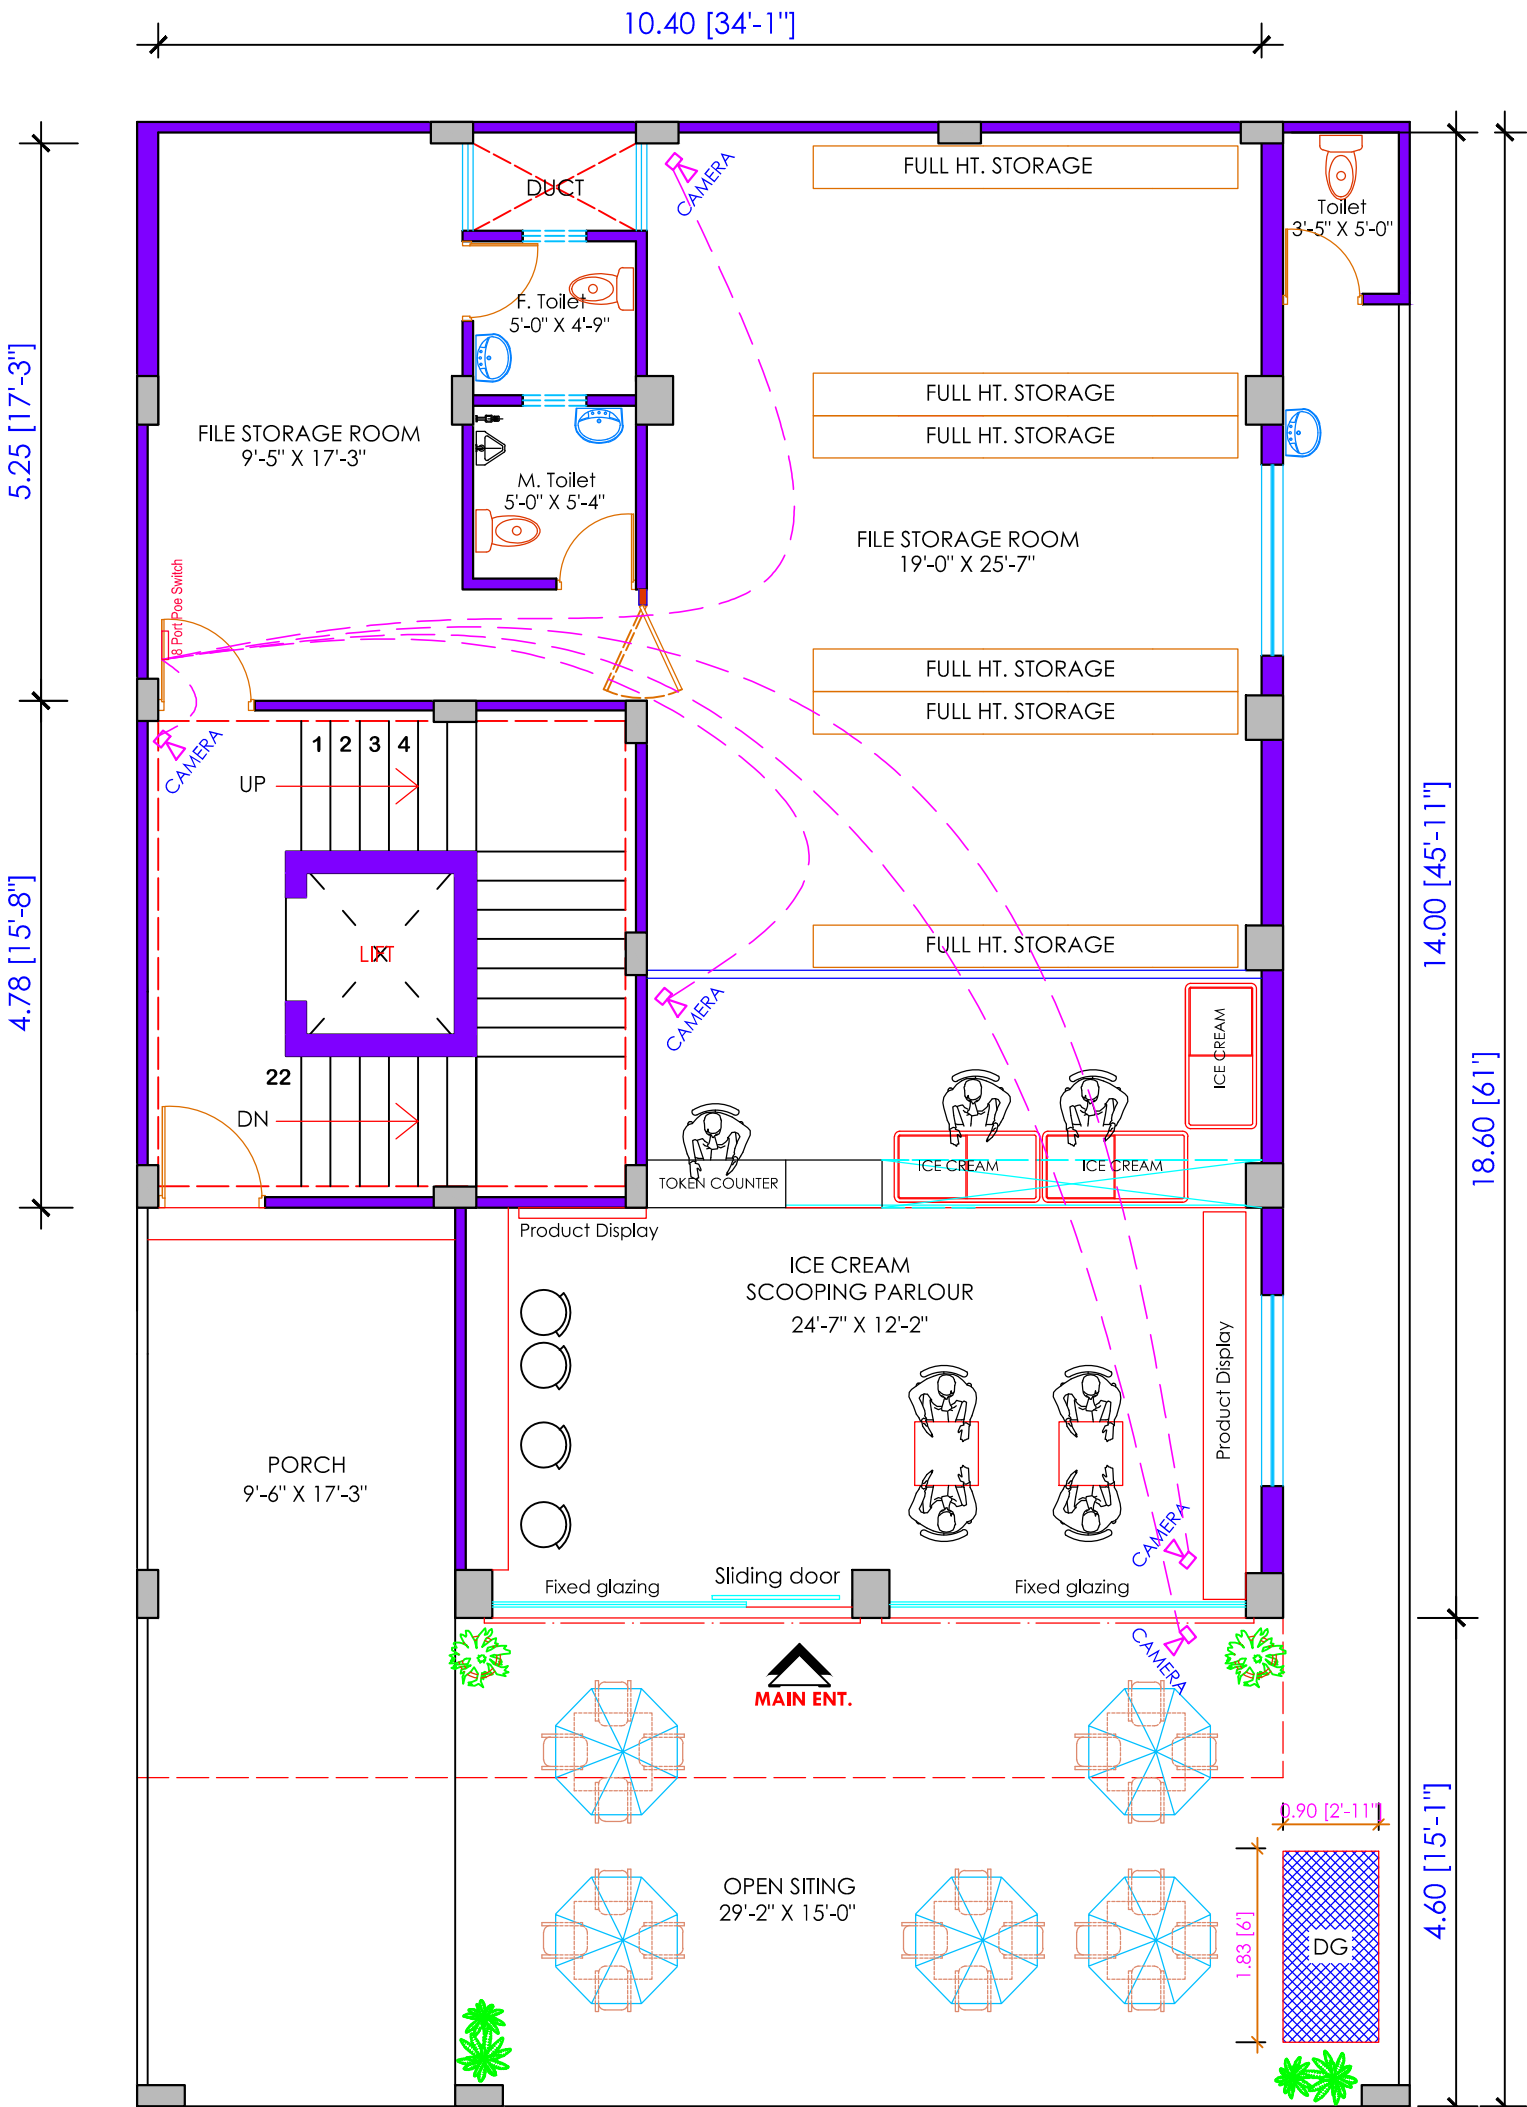 10.40 [34'-1"]
FULL HT. STORAGE
DUCT
CAMERA
Toilet
3'-5" X 5'-0"
F. Toilet
5'-0" X 4'-9"
5.25 [17'-3"]
FULL HT. STORAGE
FULL HT. STORAGE
FILE STORAGE ROOM
9'-5" X 17'-3"
M. Toilet
5'-0" X 5'-4"
FILE STORAGE ROOM
19'-0" X 25'-7"
8 Port Poe Switch
FULL HT. STORAGE
FULL HT. STORAGE
CAMERA
1 2 3 4
UP
14.00 [45'-11"]
4.78 [15'-8"]
LIFT
FULL HT. STORAGE
CAMERA
ICE CREAM
ICE CREAM
22
DN
18.60 [61']
TOKEN COUNTER
ICE CREAM
ICE CREAM
Product Display
ICE CREAM
SCOOPING PARLOUR
24'-7" X 12'-2"
Product Display
PORCH
9'-6" X 17'-3"
CAMERA
Fixed glazing
Sliding door
Fixed glazing
CAMERA
MAIN ENT.
0.90 [2'-11"]
4.60 [15'-1"]
OPEN SITING
29'-2" X 15'-0"
1.83 [6']
DG